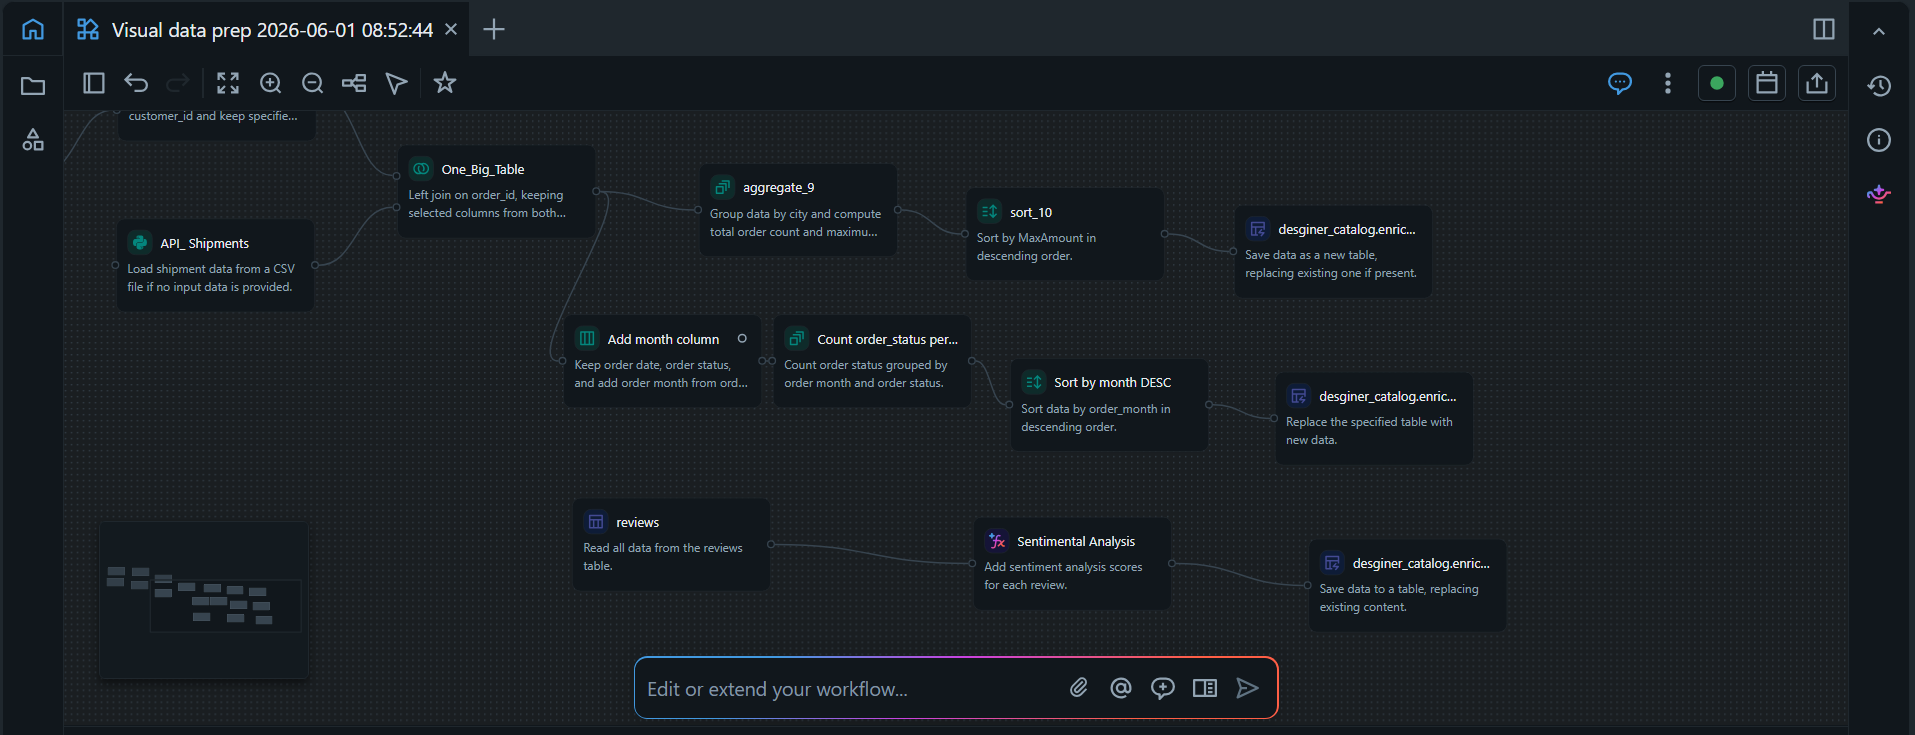 Visual data prep 2026-06-01 08:52:44
customer_id and keep specifie...
One_Big_Table
Left join on order_id, keeping
selected columns from both...
aggregate_9
Group data by city and compute
total order count and maximu...
sort_10
Sort by MaxAmount in
descending order.
desginer_catalog.enric...
Save data as a new table,
replacing existing one if present.
API_ Shipments
Load shipment data from a CSV
file if no input data is provided.
Add month column
Keep order date, order status,
and add order month from ord...
Count order_status per...
Count order status grouped by
order month and order status.
Sort by month DESC
Sort data by order_month in
descending order.
desginer_catalog.enric...
Replace the specified table with
new data.
reviews
Read all data from the reviews
table.
Sentimental Analysis
Add sentiment analysis scores
for each review.
desginer_catalog.enric...
Save data to a table, replacing
existing content.
Edit or extend your workflow...